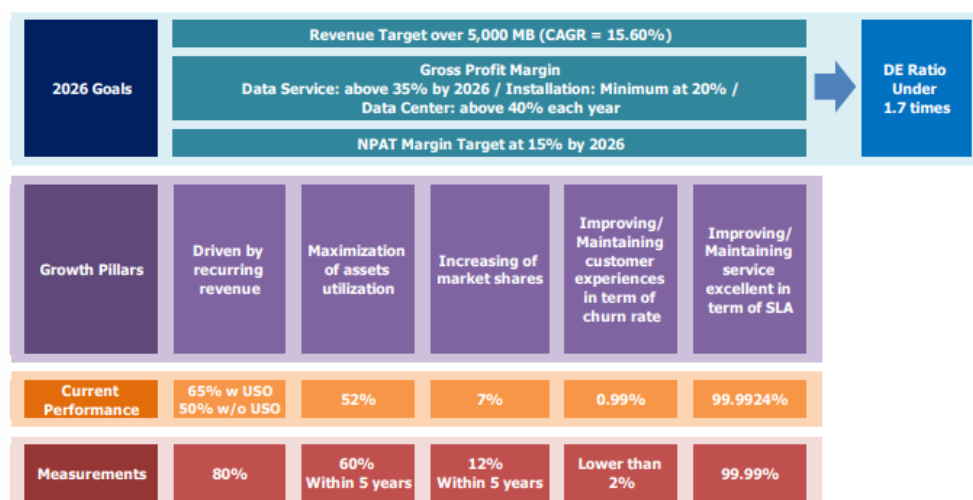 2026 Goals
Revenue Target over 5,000 MB (CAGR = 15.60%)
Gross Profit Margin
Data Service: above 35% by 2026 / Installation: Minimum at 20% /
Data Center: above 40% each year
NPAT Margin Target at 15% by 2026
DE Ratio
Under
1.7 times
Growth Pillars
Driven by
recurring
revenue
Maximization
of assets
utilization
Increasing of
market shares
Improving/
Maintaining
customer
experiences
in term of
churn rate
Improving/
Maintaining
service
excellent in
term of SLA
Current
Performance
65% w USO
50% w/o USO
52%
7%
0.99%
99.9924%
Measurements
80%
60%
Within 5 years
12%
Within 5 years
Lower than
2%
99.99%